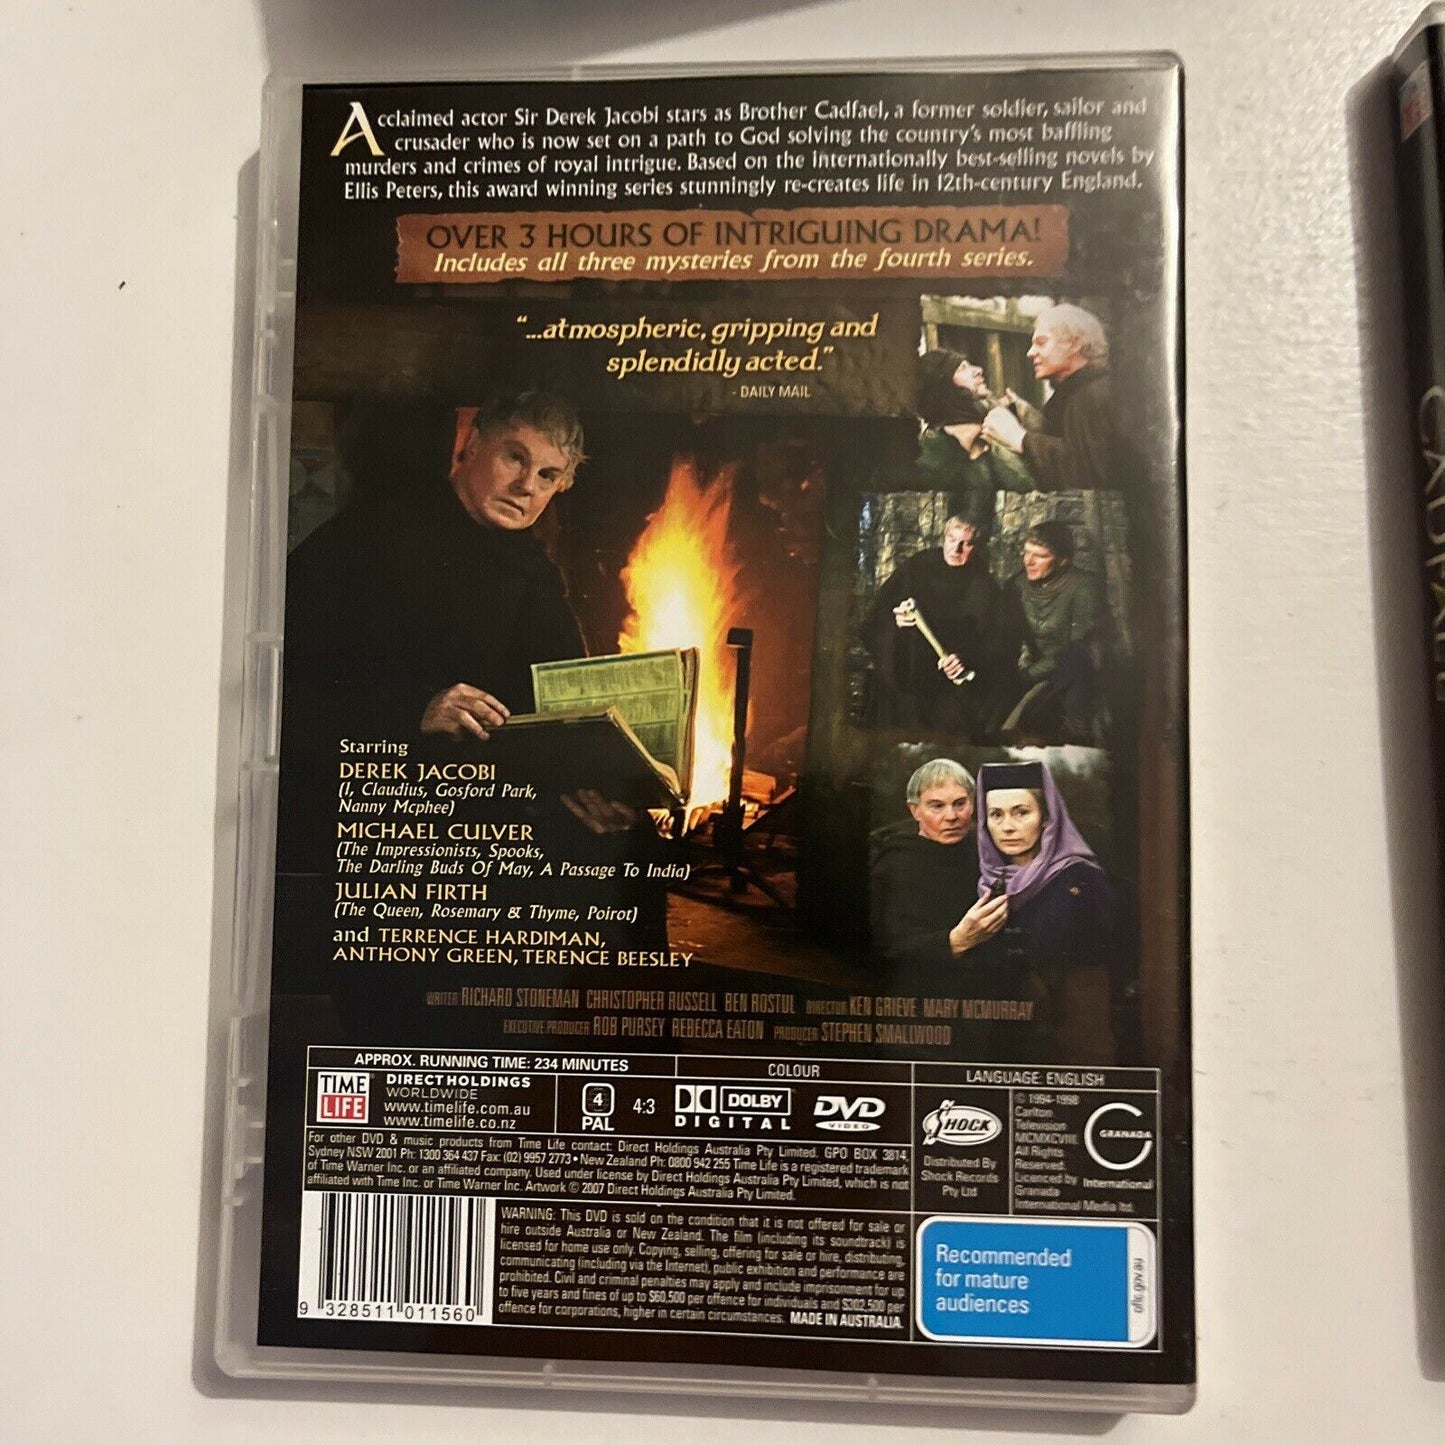 Acclaimed actor Sir Derek Jacobi stars as Brother Cadfael, a former soldier, sailor and
crusader who is now set on a path to God solving the country's most baffling
murders and crimes of royal intrigue. Based on the internationally best-selling novels by
Ellis Peters, this award winning series stunningly re-creates life in 12th-century England.
OVER 3 HOURS OF INTRIGUING DRAMA!
Includes all three mysteries from the fourth series.
"...atmospheric, gripping and
splendidly acted."
- DAILY MAIL
Starring
DEREK JACOBI
(I, Claudius, Gosford Park,
Nanny Mcphee)
MICHAEL CULVER
(The Impressionists, Spooks,
The Darling Buds Of May, A Passage To India)
JULIAN FIRTH
(The Queen, Rosemary & Thyme, Poirot)
and TERRENCE HARDIMAN,
ANTHONY GREEN, TERENCE BEESLEY
WRITER RICHARD STONEMAN CHRISTOPHER RUSSELL BEN ROSTUL DIRECTOR KEN GRIEVE MARY MCMURRAY
EXECUTIVE PRODUCER ROB PURSEY REBECCA EATON PRODUCER STEPHEN SMALLWOOD
APPROX. RUNNING TIME: 234 MINUTES
COLOUR
LANGUAGE: ENGLISH
TIME LIFE
DIRECT HOLDINGS
WORLDWIDE
www.timelife.com.au
www.timelife.co.nz
4
PAL
4:3
DOLBY
DIGITAL
DVD
VIDEO
SHOCK
Distributed By
Shock Records
Pty Ltd
© 1994-1998
Carlton
Television
MCMXCVIII.
All Rights
Reserved.
Licenced by
Granada
International Media ltd.
GRANADA
International
For other DVD & music products from Time Life contact: Direct Holdings Australia Pty Limited. GPO BOX 3814,
Sydney NSW 2001 Ph: 1300 364 437 Fax: (02) 9957 2773 • New Zealand Ph: 0800 942 255 Time Life is a registered trademark
of Time Warner Inc. or an affiliated company. Used under license by Direct Holdings Australia Pty Limited, which is not
affiliated with Time Inc. or Time Warner Inc. Artwork © 2007 Direct Holdings Australia Pty Limited.
9 328511 011560
WARNING: This DVD is sold on the condition that it is not offered for sale or
hire outside Australia or New Zealand. The film (including its soundtrack) is
licensed for home use only. Copying, selling, offering for sale or hire, distributing,
communicating (including via the Internet), public exhibition and performance are
prohibited. Civil and criminal penalties may apply and include imprisonment for up
to five years and fines of up to $60,500 per offence for individuals and $302,500 per
offence for corporations, higher in certain circumstances. MADE IN AUSTRALIA.
Recommended
for mature
audiences
oflc.gov.au
CADFAEL